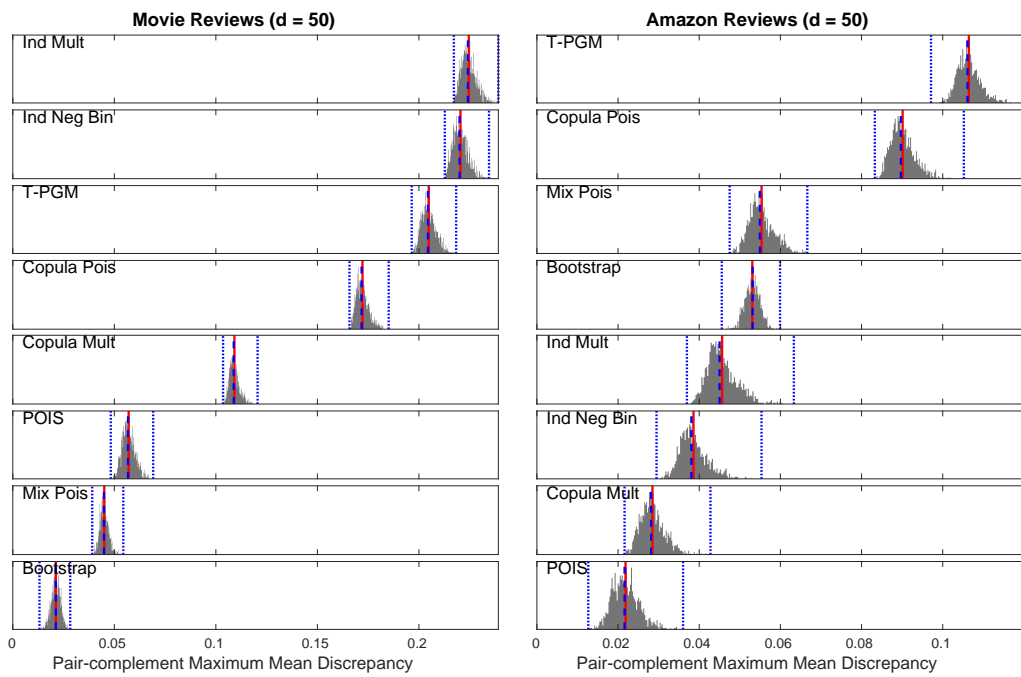 Movie Reviews (d = 50)
Ind Mult
Ind Neg Bin
T-PGM
Copula Pois
Copula Mult
POIS
Mix Pois
Bootstrap
0 0.05 0.1 0.15 0.2
Pair-complement Maximum Mean Discrepancy
Amazon Reviews (d = 50)
T-PGM
Copula Pois
Mix Pois
Bootstrap
Ind Mult
Ind Neg Bin
Copula Mult
POIS
0 0.02 0.04 0.06 0.08 0.1
Pair-complement Maximum Mean Discrepancy